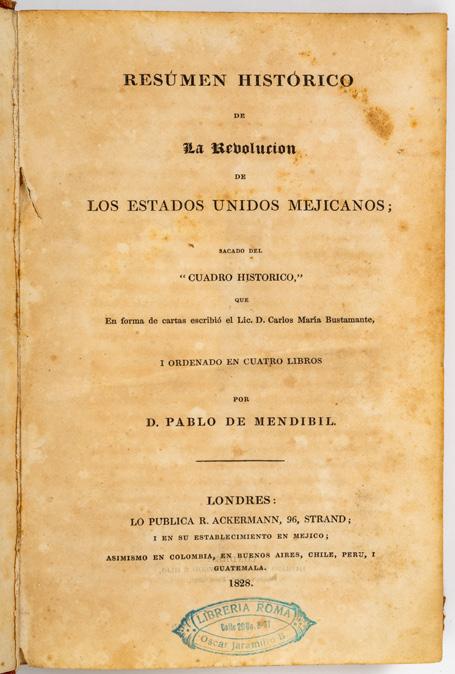 RESÚMEN HISTÓRICO
DE
La Revolucion
DE
LOS ESTADOS UNIDOS MEJICANOS;
SACADO DEL
“ CUADRO HISTORICO,”
QUE
En forma de cartas escribió el Lic. D. Carlos María Bustamante,
I ORDENADO EN CUATRO LIBROS
POR
D. PABLO DE MENDIBIL.
LONDRES:
LO PUBLICA R. ACKERMANN, 96, STRAND;
I EN SU ESTABLECIMIENTO EN MEJICO;
ASIMISMO EN COLOMBIA, EN BUENOS AIRES, CHILE, PERU, I
GUATEMALA.
1828.
LIBRERIA ROMA
Calle
Oscar Jaramillo B